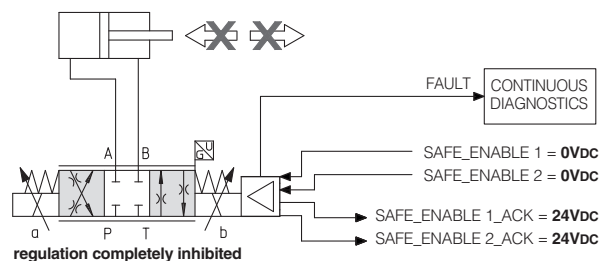 FAULT
CONTINUOUS
DIAGNOSTICS
A B
U
G
SAFE_ENABLE 1 = 0VDC
SAFE_ENABLE 2 = 0VDC
SAFE_ENABLE 1_ACK = 24VDC
SAFE_ENABLE 2_ACK = 24VDC
a P T b
regulation completely inhibited